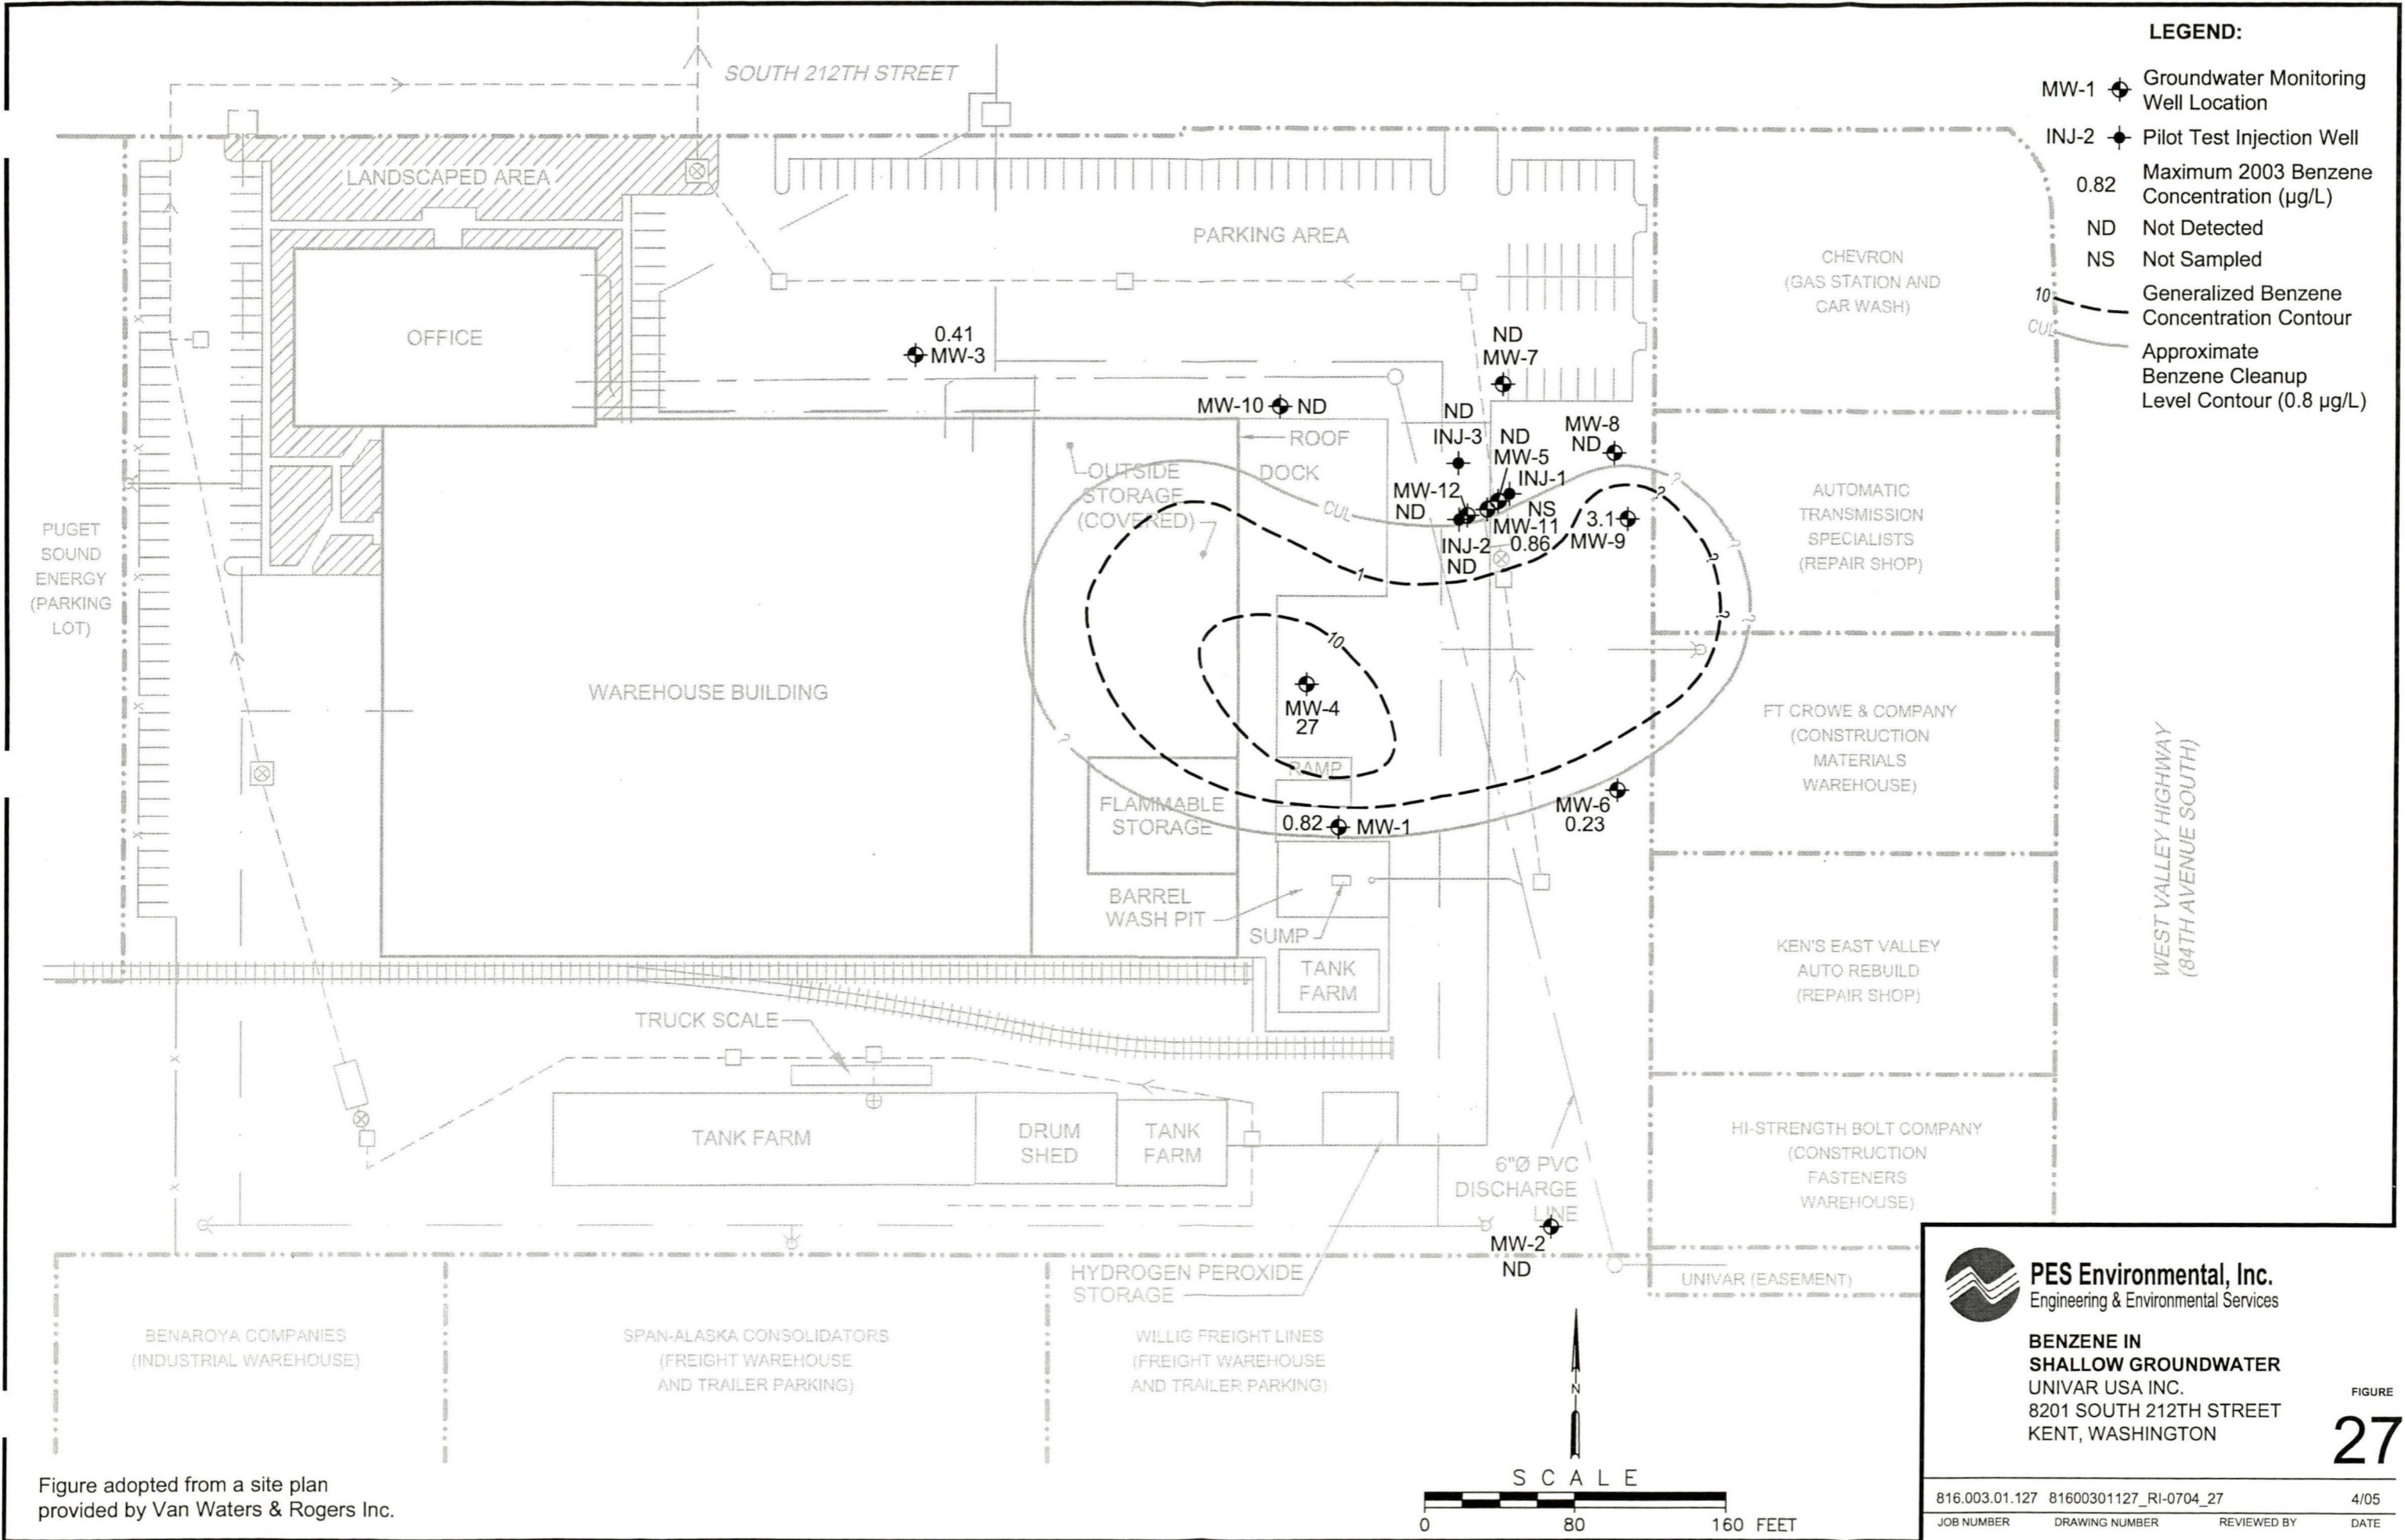 LEGEND:
MW-1 Groundwater Monitoring
Well Location
INJ-2 Pilot Test Injection Well
0.82 Maximum 2003 Benzene
Concentration (µg/L)
ND Not Detected
NS Not Sampled
10 Generalized Benzene
Concentration Contour
CUL Approximate
Benzene Cleanup
Level Contour (0.8 µg/L)
SOUTH 212TH STREET
LANDSCAPED AREA
PARKING AREA
OFFICE
CHEVRON
(GAS STATION AND
CAR WASH)
0.41
MW-3
ND
MW-7
MW-10 ND
ROOF
DOCK
OUTSIDE
STORAGE
(COVERED)
ND
INJ-3
ND
MW-5
INJ-1
NS
MW-8
ND
MW-12
ND
MW-11
0.86
INJ-2
ND
3.1
MW-9
CUL
1
10
?
?
?
?
?
?
?
AUTOMATIC
TRANSMISSION
SPECIALISTS
(REPAIR SHOP)
PUGET
SOUND
ENERGY
(PARKING
LOT)
WAREHOUSE BUILDING
MW-4
27
RAMP
FT CROWE & COMPANY
(CONSTRUCTION
MATERIALS
WAREHOUSE)
WEST VALLEY HIGHWAY
(84TH AVENUE SOUTH)
FLAMMABLE
STORAGE
0.82 MW-1
MW-6
0.23
BARREL
WASH PIT
SUMP
TANK
FARM
KEN'S EAST VALLEY
AUTO REBUILD
(REPAIR SHOP)
TRUCK SCALE
TANK FARM
DRUM
SHED
TANK
FARM
HI-STRENGTH BOLT COMPANY
(CONSTRUCTION
FASTENERS
WAREHOUSE)
6"Ø PVC
DISCHARGE
LINE
MW-2
ND
HYDROGEN PEROXIDE
STORAGE
UNIVAR (EASEMENT)
BENAROYA COMPANIES
(INDUSTRIAL WAREHOUSE)
SPAN-ALASKA CONSOLIDATORS
(FREIGHT WAREHOUSE
AND TRAILER PARKING)
WILLIG FREIGHT LINES
(FREIGHT WAREHOUSE
AND TRAILER PARKING)
N
SCALE
0 80 160 FEET
Figure adopted from a site plan
provided by Van Waters & Rogers Inc.
PES Environmental, Inc.
Engineering & Environmental Services
BENZENE IN
SHALLOW GROUNDWATER
UNIVAR USA INC.
8201 SOUTH 212TH STREET
KENT, WASHINGTON
FIGURE
27
816.003.01.127 81600301127_RI-0704_27 4/05
JOB NUMBER DRAWING NUMBER REVIEWED BY DATE